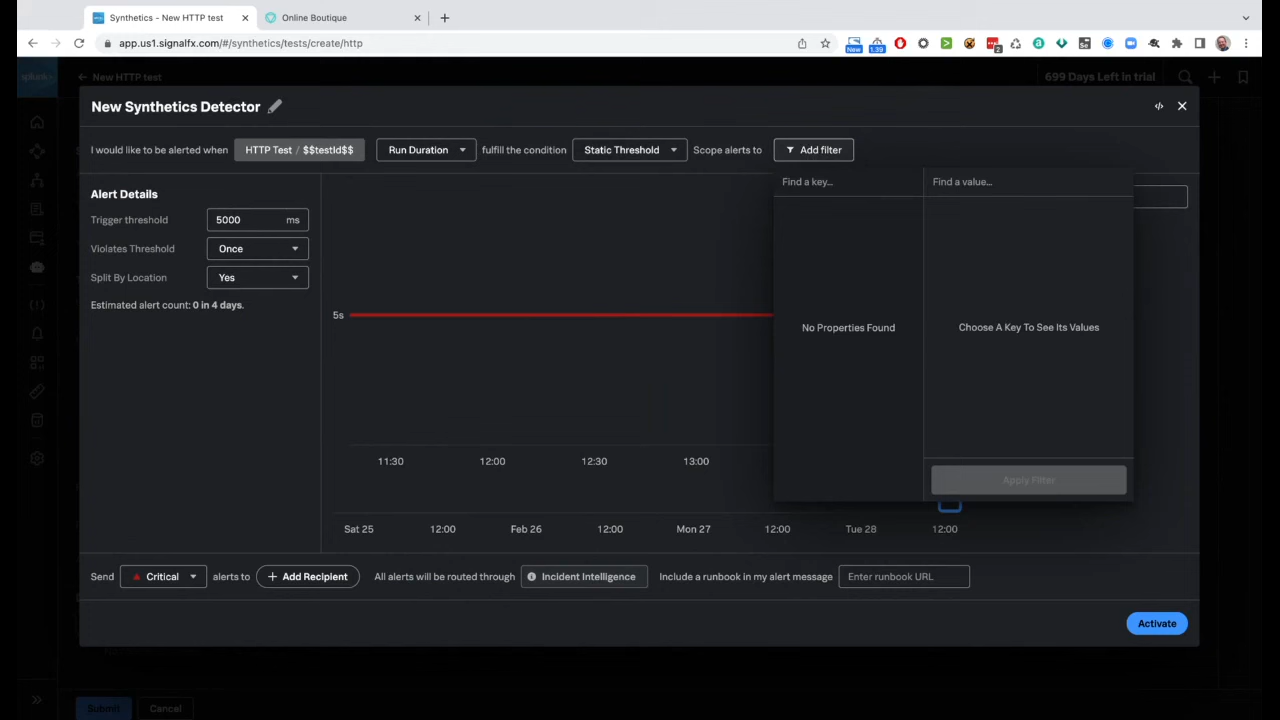 Synthetics - New HTTP test
Online Boutique
app.us1.signalfx.com/#/synthetics/tests/create/http
New
1.39
2
splunk>
New HTTP test
699 Days Left in trial
New Synthetics Detector
I would like to be alerted when HTTP Test / $$testId$$ Run Duration fulfill the condition Static Threshold Scope alerts to Add filter
Find a key...
Find a value...
Alert Details
Trigger threshold 5000 ms
Violates Threshold Once
Split By Location Yes
Estimated alert count: 0 in 4 days.
5s
No Properties Found
Choose A Key To See Its Values
Apply Filter
11:30 12:00 12:30 13:00
Sat 25 12:00 Feb 26 12:00 Mon 27 12:00 Tue 28 12:00
Send Critical alerts to + Add Recipient All alerts will be routed through Incident Intelligence Include a runbook in my alert message Enter runbook URL
Activate
Submit Cancel